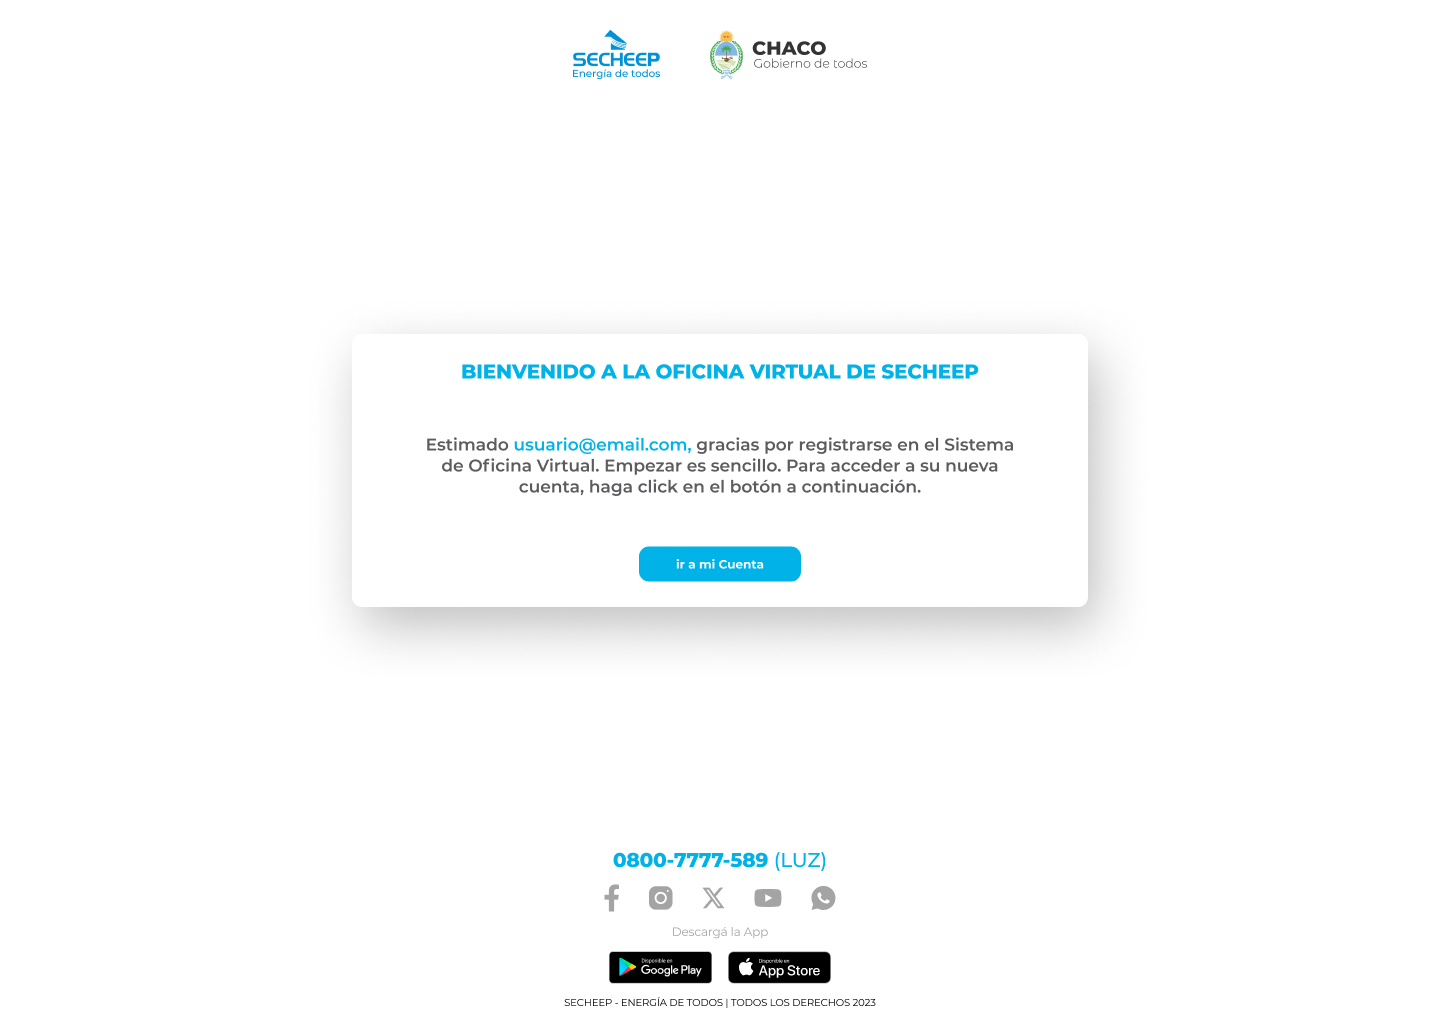 SECHEEP
Energía de todos
CHACO
Gobierno de todos
BIENVENIDO A LA OFICINA VIRTUAL DE SECHEEP
Estimado usuario@email.com, gracias por registrarse en el Sistema
de Oficina Virtual. Empezar es sencillo. Para acceder a su nueva
cuenta, haga click en el botón a continuación.
ir a mi Cuenta
0800-7777-589 (LUZ)
Descargá la App
Disponible en
Google Play
Disponible en
App Store
SECHEEP - ENERGÍA DE TODOS | TODOS LOS DERECHOS 2023